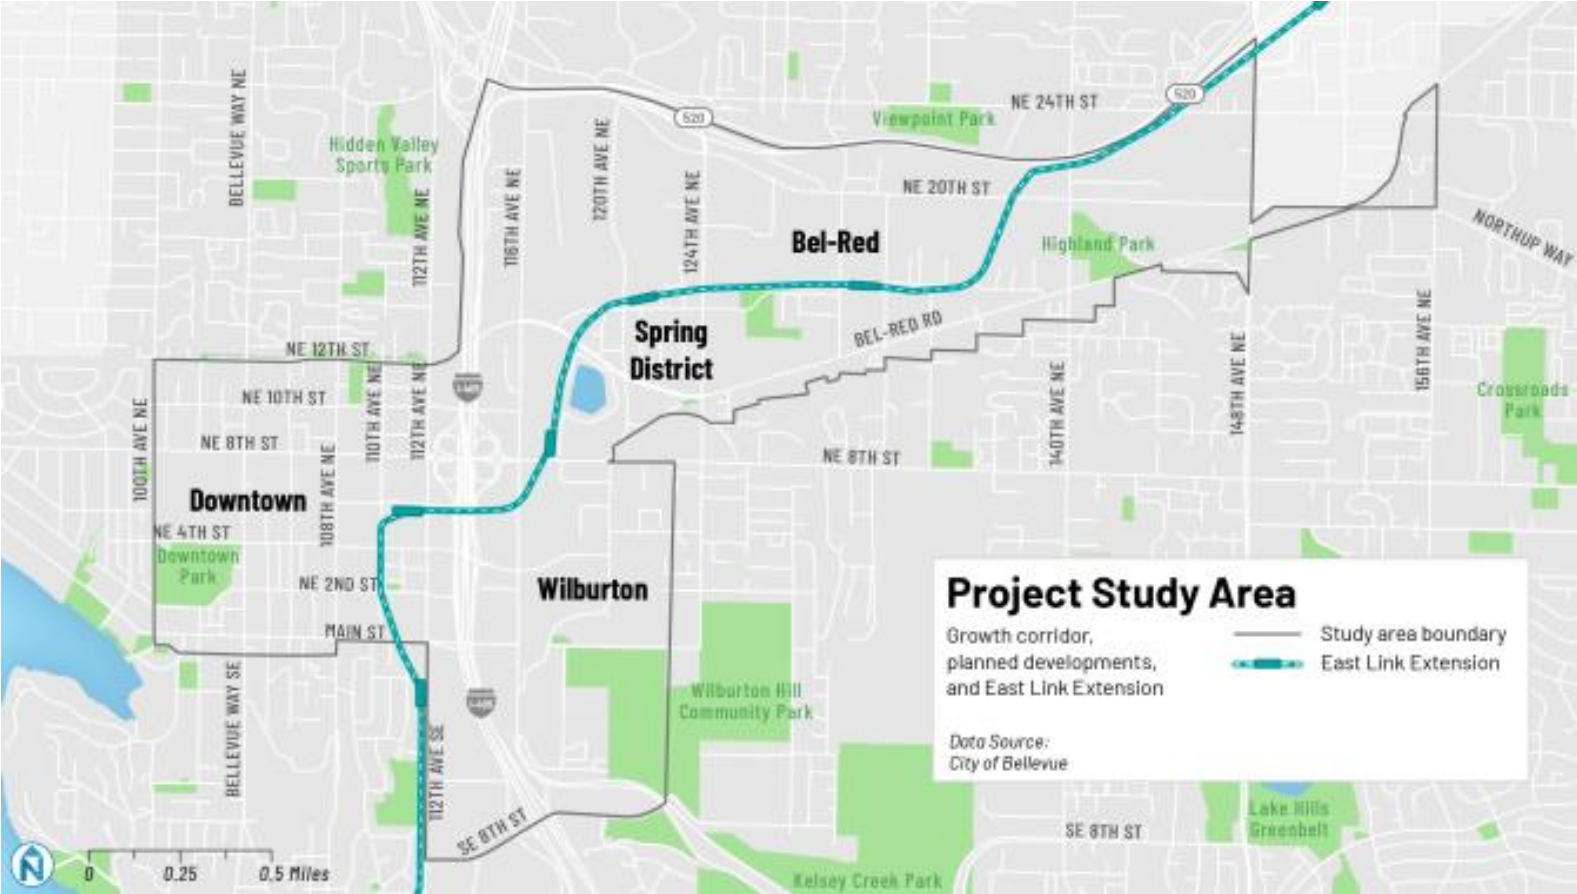 BELLEVUE WAY NE
Hidden Valley
Sports Park
112TH AVE NE
116TH AVE NE
120TH AVE NE
124TH AVE NE
520
Viewpoint Park
NE 24TH ST
520
NE 20TH ST
Bel-Red
Highland Park
NORTHUP WAY
Spring
District
BEL-RED RD
NE 12TH ST
NE 10TH ST
NE 8TH ST
100TH AVE NE
108TH AVE NE
110TH AVE NE
112TH AVE NE
140TH AVE NE
148TH AVE NE
156TH AVE NE
Crossroads
Park
NE 8TH ST
Downtown
NE 4TH ST
Downtown
Park
NE 2ND ST
MAIN ST
Wilburton
BELLEVUE WAY SE
112TH AVE SE
Wilburton Hill
Community Park
SE 8TH ST
Kelsey Creek Park
Project Study Area
Growth corridor,
planned developments,
and East Link Extension
Study area boundary
East Link Extension
Data Source:
City of Bellevue
SE 8TH ST
Lake Hills
Greenbelt
N
0 0.25 0.5 Miles